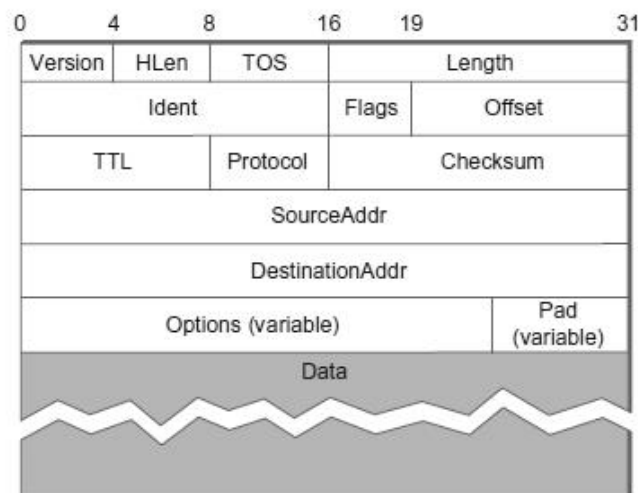 0 4 8 16 19 31
Version HLen TOS Length
Ident Flags Offset
TTL Protocol Checksum
SourceAddr
DestinationAddr
Options (variable) Pad
(variable)
Data